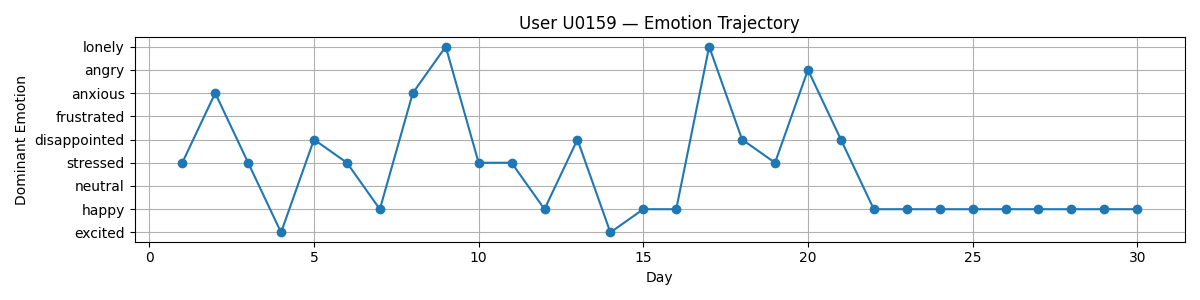 User U0159 — Emotion Trajectory
Dominant Emotion
lonely
angry
anxious
frustrated
disappointed
stressed
neutral
happy
excited
0 5 10 15 20 25 30
Day